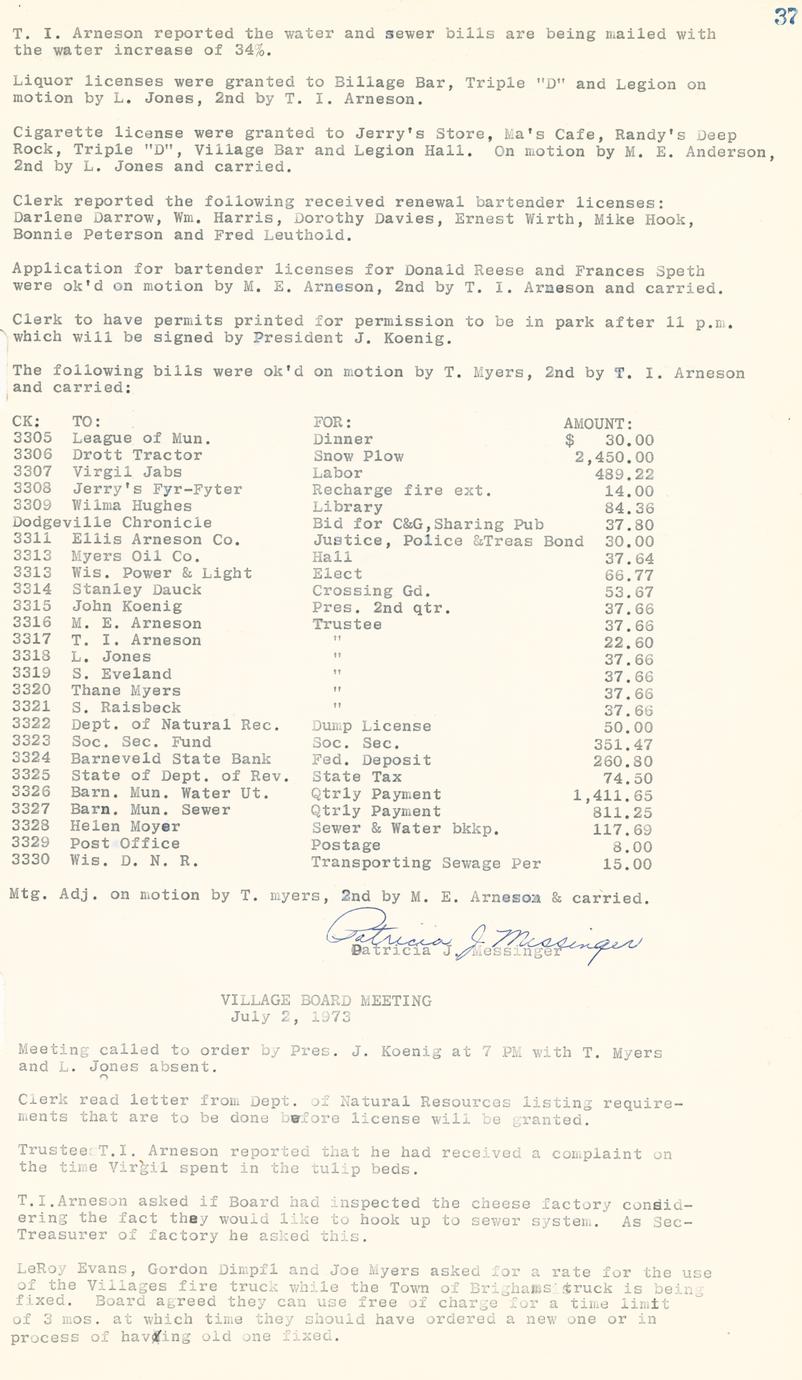 37
T. I. Arneson reported the water and sewer bills are being mailed with
the water increase of 34%.
Liquor licenses were granted to Billage Bar, Triple "D" and Legion on
motion by L. Jones, 2nd by T. I. Arneson.
Cigarette license were granted to Jerry's Store, Ma's Cafe, Randy's Deep
Rock, Triple "D", Village Bar and Legion Hall. On motion by M. E. Anderson,
2nd by L. Jones and carried.
Clerk reported the following received renewal bartender licenses:
Darlene Darrow, Wm. Harris, Dorothy Davies, Ernest Wirth, Mike Hook,
Bonnie Peterson and Fred Leuthold.
Application for bartender licenses for Donald Reese and Frances Speth
were ok'd on motion by M. E. Arneson, 2nd by T. I. Arneson and carried.
Clerk to have permits printed for permission to be in park after 11 p.m.
which will be signed by President J. Koenig.
The following bills were ok'd on motion by T. Myers, 2nd by T. I. Arneson
and carried:
CK: TO: FOR: AMOUNT:
3305 League of Mun. Dinner $ 30.00
3306 Drott Tractor Snow Plow 2,450.00
3307 Virgil Jabs Labor 489.22
3308 Jerry's Fyr-Fyter Recharge fire ext. 14.00
3309 Wilma Hughes Library 84.36
Dodgeville Chronicle Bid for C&G,Sharing Pub 37.80
3311 Ellis Arneson Co. Justice, Police &Treas Bond 30.00
3313 Myers Oil Co. Hall 37.64
3313 Wis. Power & Light Elect 66.77
3314 Stanley Dauck Crossing Gd. 53.67
3315 John Koenig Pres. 2nd qtr. 37.66
3316 M. E. Arneson Trustee 37.66
3317 T. I. Arneson " 22.60
3318 L. Jones " 37.66
3319 S. Eveland " 37.66
3320 Thane Myers " 37.66
3321 S. Raisbeck " 37.66
3322 Dept. of Natural Rec. Dump License 50.00
3323 Soc. Sec. Fund Soc. Sec. 351.47
3324 Barneveld State Bank Fed. Deposit 260.80
3325 State of Dept. of Rev. State Tax 74.50
3326 Barn. Mun. Water Ut. Qtrly Payment 1,411.65
3327 Barn. Mun. Sewer Qtrly Payment 811.25
3328 Helen Moyer Sewer & Water bkkp. 117.69
3329 Post Office Postage 8.00
3330 Wis. D. N. R. Transporting Sewage Per 15.00
Mtg. Adj. on motion by T. myers, 2nd by M. E. Arneson & carried.
Patricia J. Messinger
Patricia J. Messinger
VILLAGE BOARD MEETING
July 2, 1973
Meeting called to order by Pres. J. Koenig at 7 PM with T. Myers
and L. Jones absent.
Clerk read letter from Dept. of Natural Resources listing require-
ments that are to be done before license will be granted.
Trustee T.I. Arneson reported that he had received a complaint on
the time Virgil spent in the tulip beds.
T.I.Arneson asked if Board had inspected the cheese factory consid-
ering the fact they would like to hook up to sewer system. As Sec-
Treasurer of factory he asked this.
LeRoy Evans, Gordon Dimpfl and Joe Myers asked for a rate for the use
of the Villages fire truck while the Town of Brighams truck is being
fixed. Board agreed they can use free of charge for a time limit
of 3 mos. at which time they should have ordered a new one or in
process of having old one fixed.